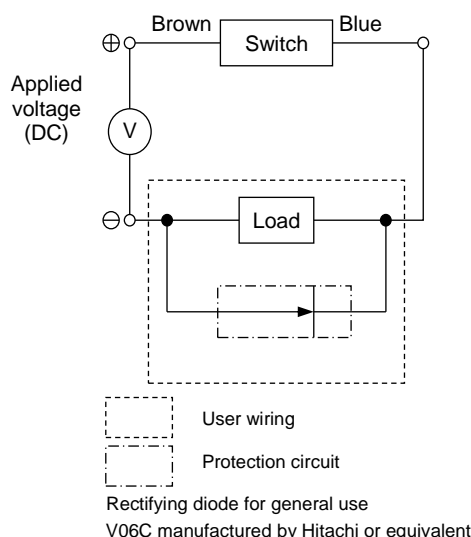 Brown
Switch
Blue
⊕
Applied
voltage
(DC)
V
⊖
Load
User wiring
Protection circuit
Rectifying diode for general use
V06C manufactured by Hitachi or equivalent